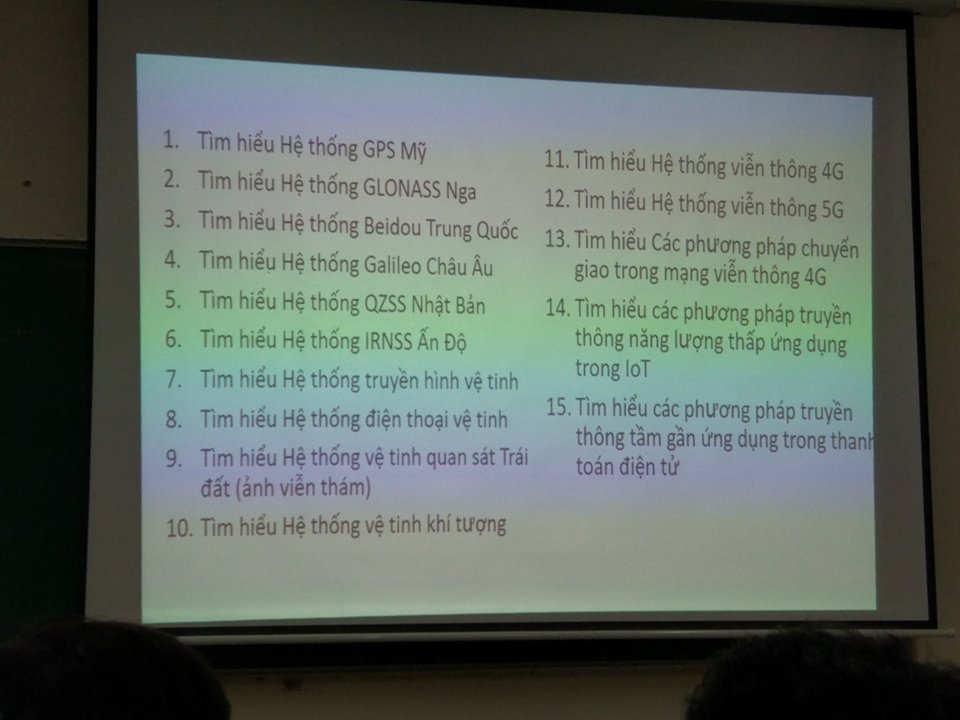 1. Tìm hiểu Hệ thống GPS Mỹ
2. Tìm hiểu Hệ thống GLONASS Nga
3. Tìm hiểu Hệ thống Beidou Trung Quốc
4. Tìm hiểu Hệ thống Galileo Châu Âu
5. Tìm hiểu Hệ thống QZSS Nhật Bản
6. Tìm hiểu Hệ thống IRNSS Ấn Độ
7. Tìm hiểu Hệ thống truyền hình vệ tinh
8. Tìm hiểu Hệ thống điện thoại vệ tinh
9. Tìm hiểu Hệ thống vệ tinh quan sát Trái
đất (ảnh viễn thám)
10. Tìm hiểu Hệ thống vệ tinh khí tượng
11. Tìm hiểu Hệ thống viễn thông 4G
12. Tìm hiểu Hệ thống viễn thông 5G
13. Tìm hiểu Các phương pháp chuyển
giao trong mạng viễn thông 4G
14. Tìm hiểu các phương pháp truyền
thông năng lượng thấp ứng dụng
trong IoT
15. Tìm hiểu các phương pháp truyền
thông tầm gần ứng dụng trong thanh
toán điện tử